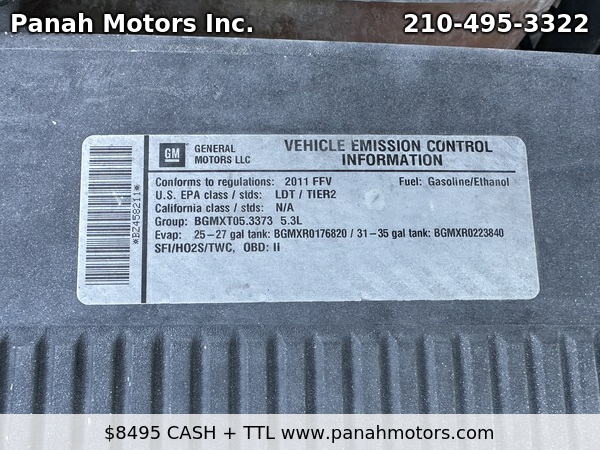 Panah Motors Inc. 210-495-3322
GM GENERAL MOTORS LLC
VEHICLE EMISSION CONTROL
INFORMATION
Conforms to regulations: 2011 FFV Fuel: Gasoline/Ethanol
U.S. EPA class / stds: LDT / TIER2
California class / stds: N/A
Group: BGMXT05.3373 5.3L
Evap: 25-27 gal tank: BGMXR0176820 / 31-35 gal tank: BGMXR0223840
SFI/HO2S/TWC, OBD: II
*BZ458211*
$8495 CASH + TTL www.panahmotors.com